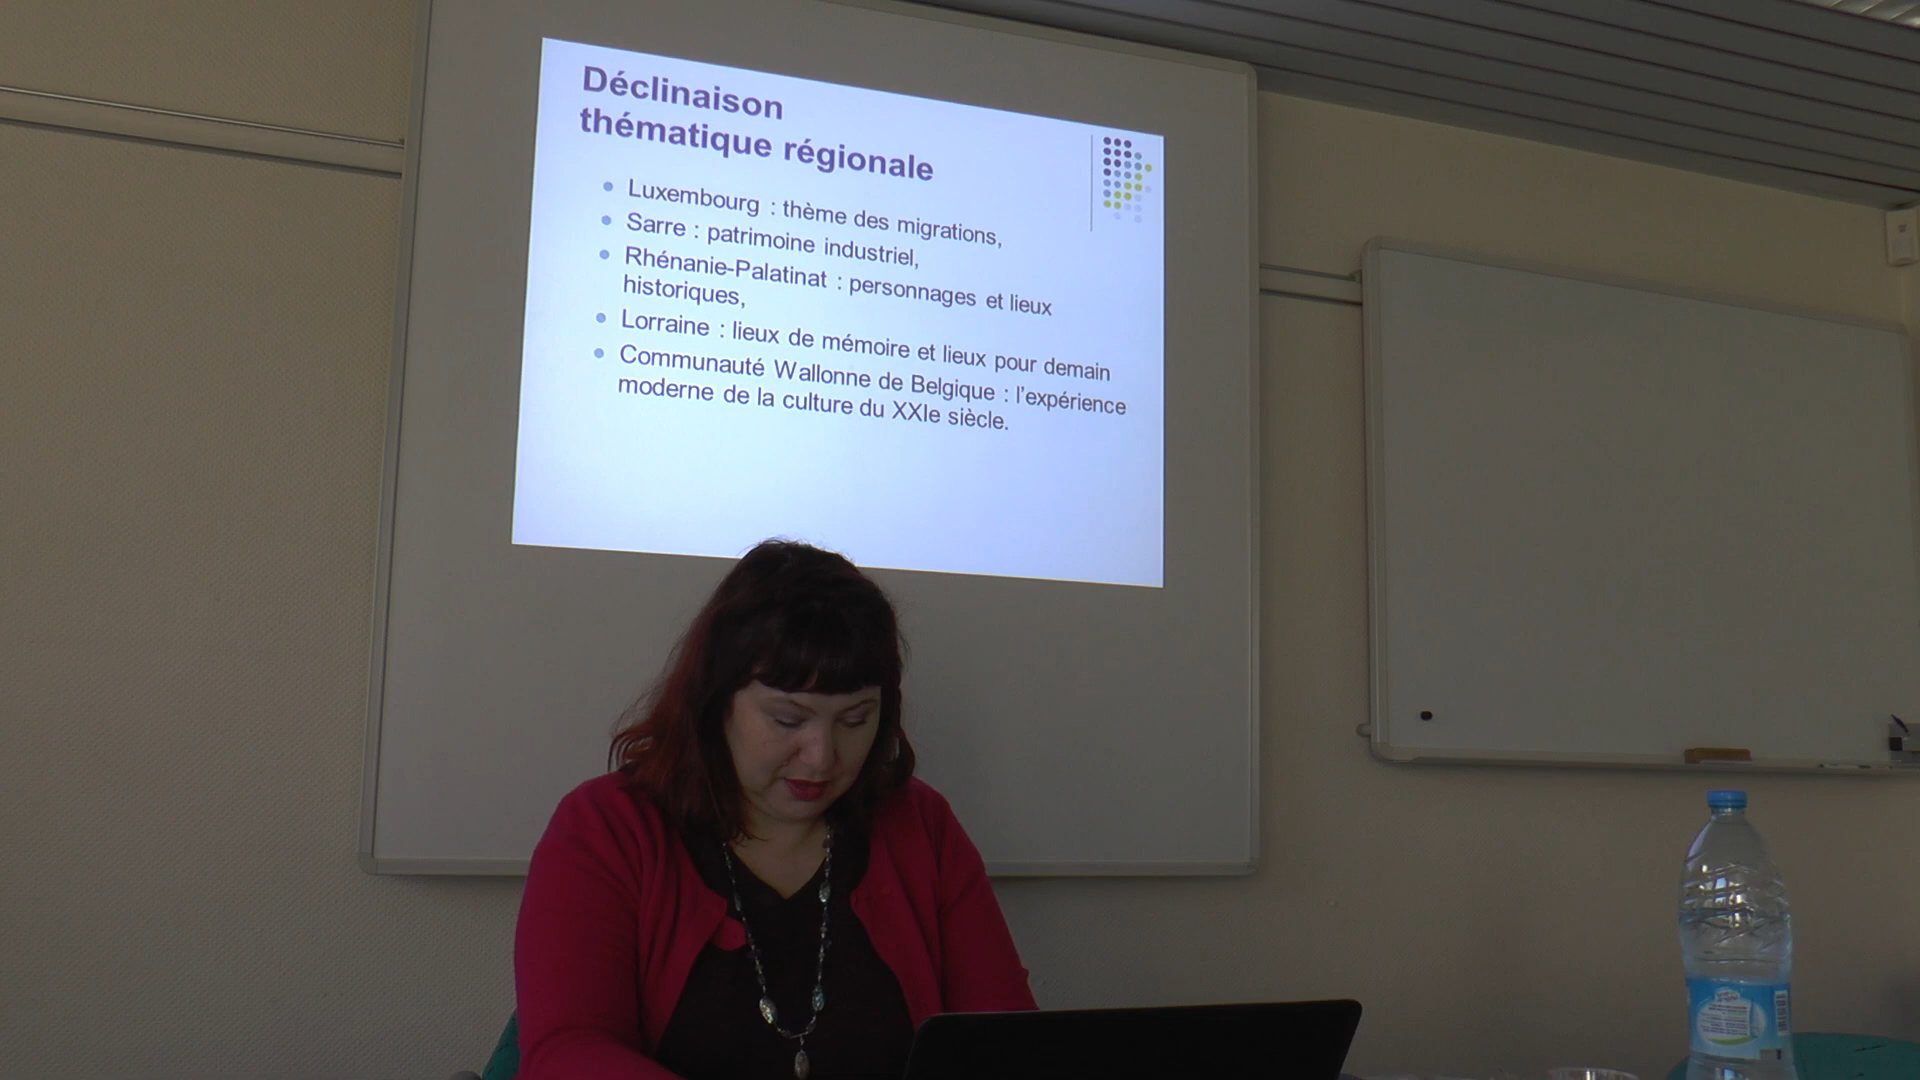 Déclinaison
thématique régionale
Luxembourg : thème des migrations,
Sarre : patrimoine industriel,
Rhénanie-Palatinat : personnages et lieux
historiques,
Lorraine : lieux de mémoire et lieux pour demain
Communauté Wallonne de Belgique : l'expérience
moderne de la culture du XXIe siècle.